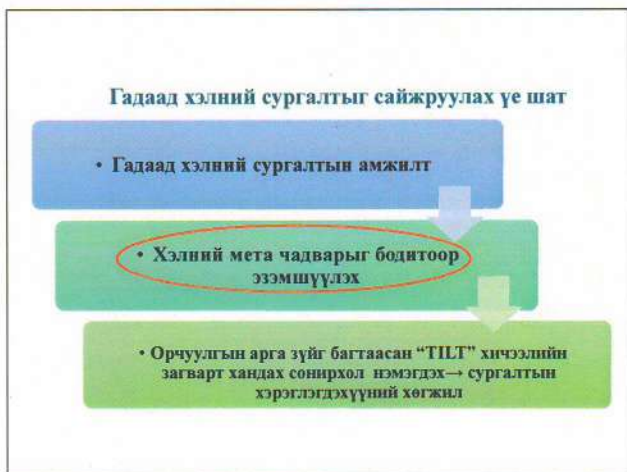 Гадаад хэлний сургалтыг сайжруулах үе шат
• Гадаад хэлний сургалтын амжилт
• Хэлний мета чадварыг бодитоор
эзэмшүүлэх
• Орчуулгын арга зүйг багтаасан “TILT” хичээлийн
загварт хандах сонирхол нэмэгдэх→ сургалтын
хэрэглэгдэхүүний хөгжил